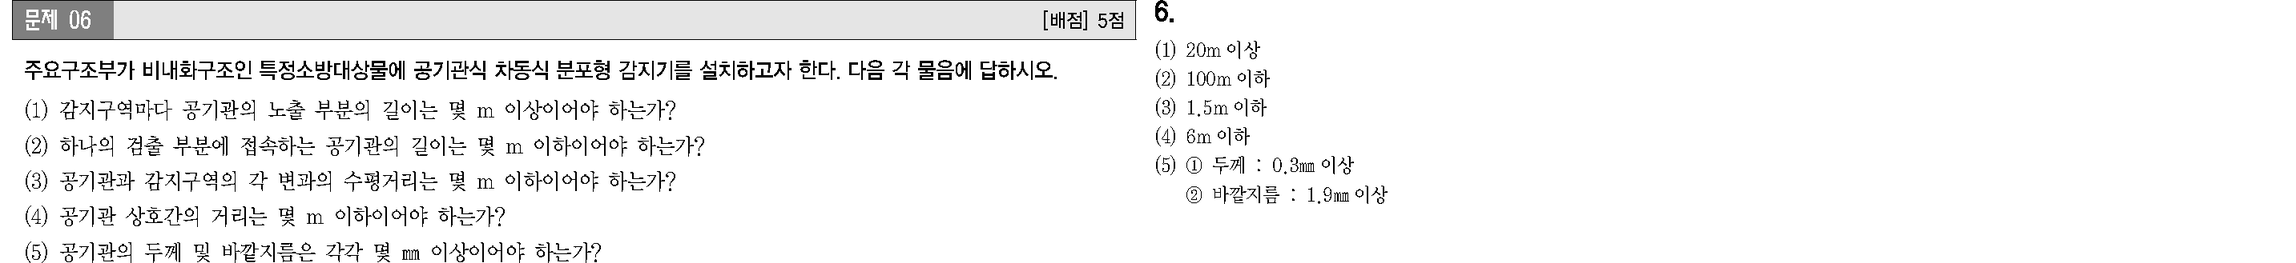 문제 06
[배점] 5점
주요구조부가 비내화구조인 특정소방대상물에 공기관식 차동식 분포형 감지기를 설치하고자 한다. 다음 각 물음에 답하시오.
(1) 감지구역마다 공기관의 노출 부분의 길이는 몇 m 이상이어야 하는가?
(2) 하나의 검출 부분에 접속하는 공기관의 길이는 몇 m 이하이어야 하는가?
(3) 공기관과 감지구역의 각 변과의 수평거리는 몇 m 이하이어야 하는가?
(4) 공기관 상호간의 거리는 몇 m 이하이어야 하는가?
(5) 공기관의 두께 및 바깥지름은 각각 몇 ㎜ 이상이어야 하는가?
6.
(1) 20m 이상
(2) 100m 이하
(3) 1.5m 이하
(4) 6m 이하
(5) ① 두께 : 0.3㎜ 이상
② 바깥지름 : 1.9㎜ 이상